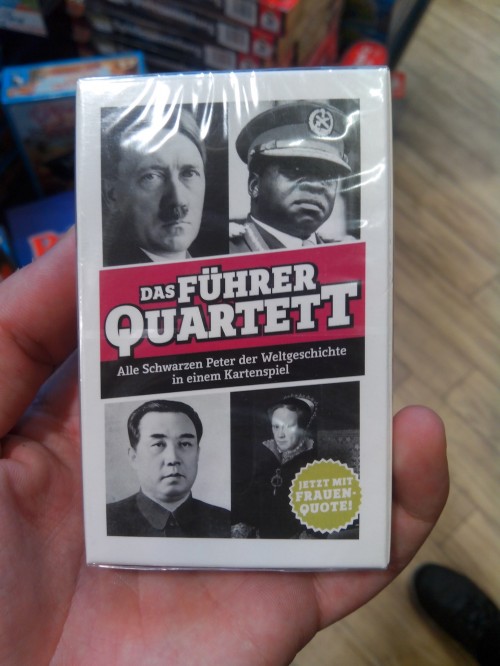 DAS FÜHRER
QUARTETT
Alle Schwarzen Peter der Weltgeschichte
in einem Kartenspiel
JETZT MIT
FRAUEN-
QUOTE!